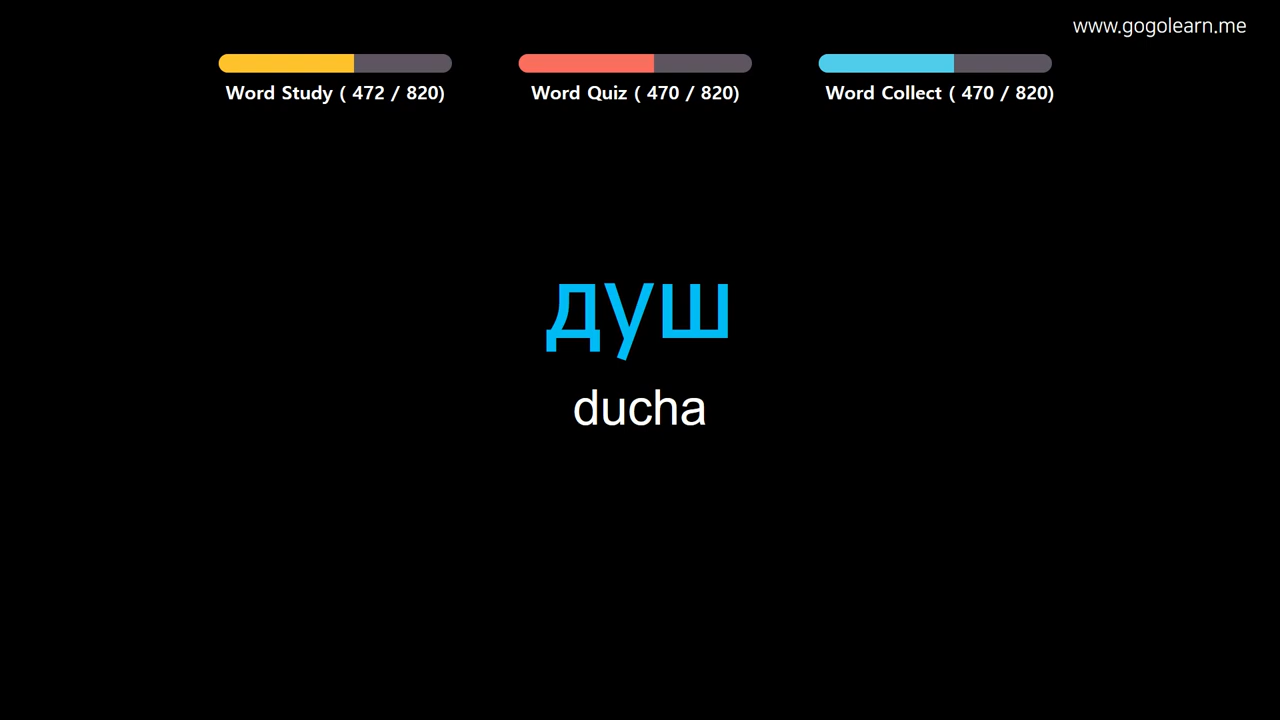 www.gogolearn.me
Word Study ( 472 / 820)
Word Quiz ( 470 / 820)
Word Collect ( 470 / 820)
душ
ducha